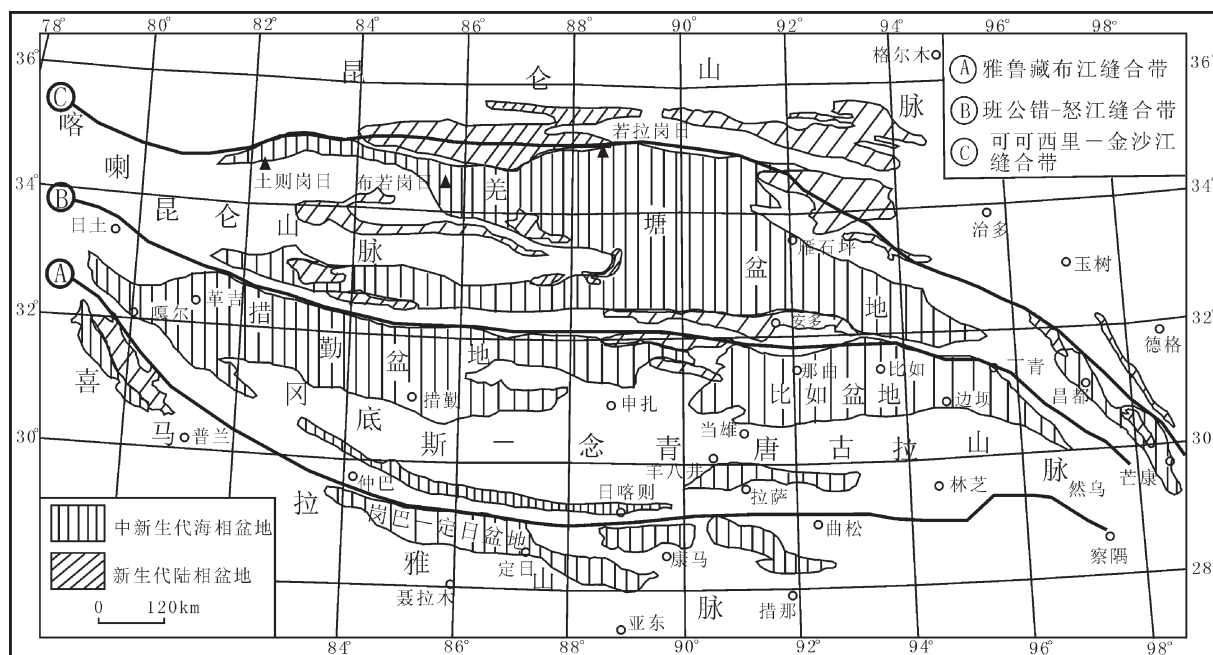 78° 80° 82° 84° 86° 88° 90° 92° 94° 96° 98°
36°
36°
34°
34°
32°
32°
30°
30°
28
84° 86° 88° 90° 92° 94° 96° 98°
A 雅鲁藏布江缝合带
B 班公错-怒江缝合带
C 可可西里－金沙江
缝合带
C
B
A
昆仑山脉
喀喇昆仑山脉
喜马拉雅山脉
冈底斯－念青唐古拉山脉
羌塘盆地
措勤盆地
比如盆地
岗巴－定日盆地
格尔木
若拉岗日
土则岗日
布若岗日
日土
雁石坪
治多
玉树
革吉
嘎尔
安多
德格
丁青
那曲
比如
昌都
措勤
申扎
边坝
当雄
普兰
羊八井
芒康
仲巴
日喀则
拉萨
林芝
然乌
曲松
康马
定日
察隅
聂拉木
措那
亚东
中新生代海相盆地
新生代陆相盆地
0 120km